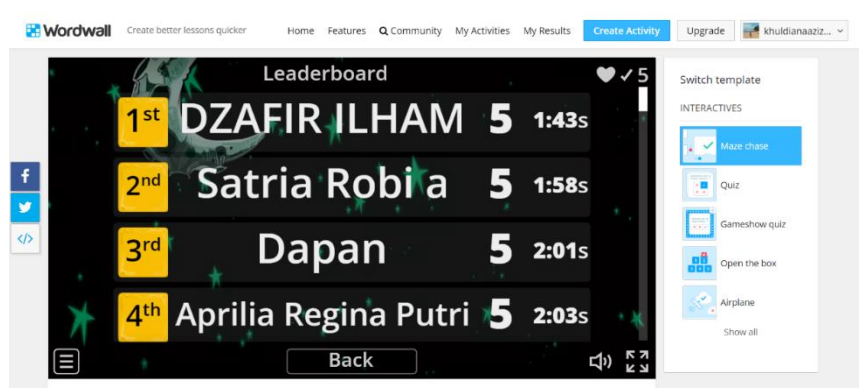 Wordwall Create better lessons quicker Home Features Community My Activities My Results Create Activity Upgrade khuldianaaziz...
Leaderboard ✓ 5
1st DZAFIR ILHAM 5 1:43s
2nd Satria Robi a 5 1:58s
3rd Dapan 5 2:01s
4th Aprilia Regina Putri 5 2:03s
Back
f
</>
Switch template
INTERACTIVES
Maze chase
Quiz
Gameshow quiz
Open the box
Airplane
Show all